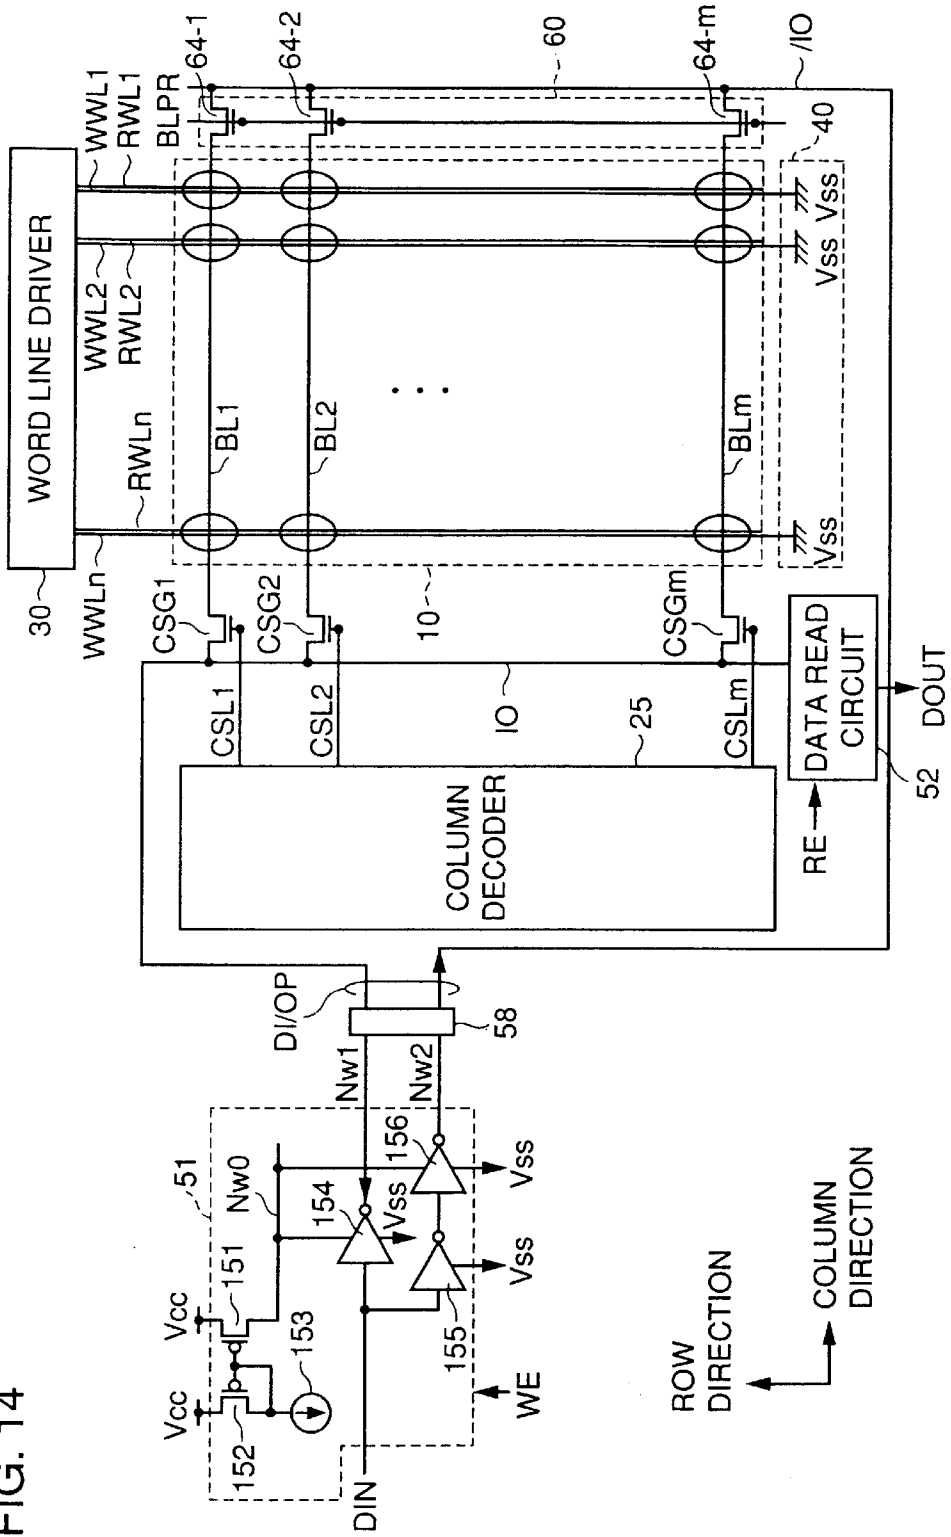 FIG. 14
WORD LINE DRIVER
30
WWLn
RWLn
WWL2
RWL2
WWL1
RWL1
BLPR
64-1
64-2
64-m
60
/IO
40
Vss
Vss
Vss
BL1
BL2
BLm
. . .
10
CSG1
CSG2
CSGm
CSL1
CSL2
CSLm
IO
25
COLUMN
DECODER
DATA READ
CIRCUIT
RE
52
DOUT
DI/OP
58
Nw1
Nw2
51
Nw0
Vcc
Vcc
151
152
153
154
155
156
Vss
Vss
Vss
DIN
WE
ROW
DIRECTION
COLUMN
DIRECTION